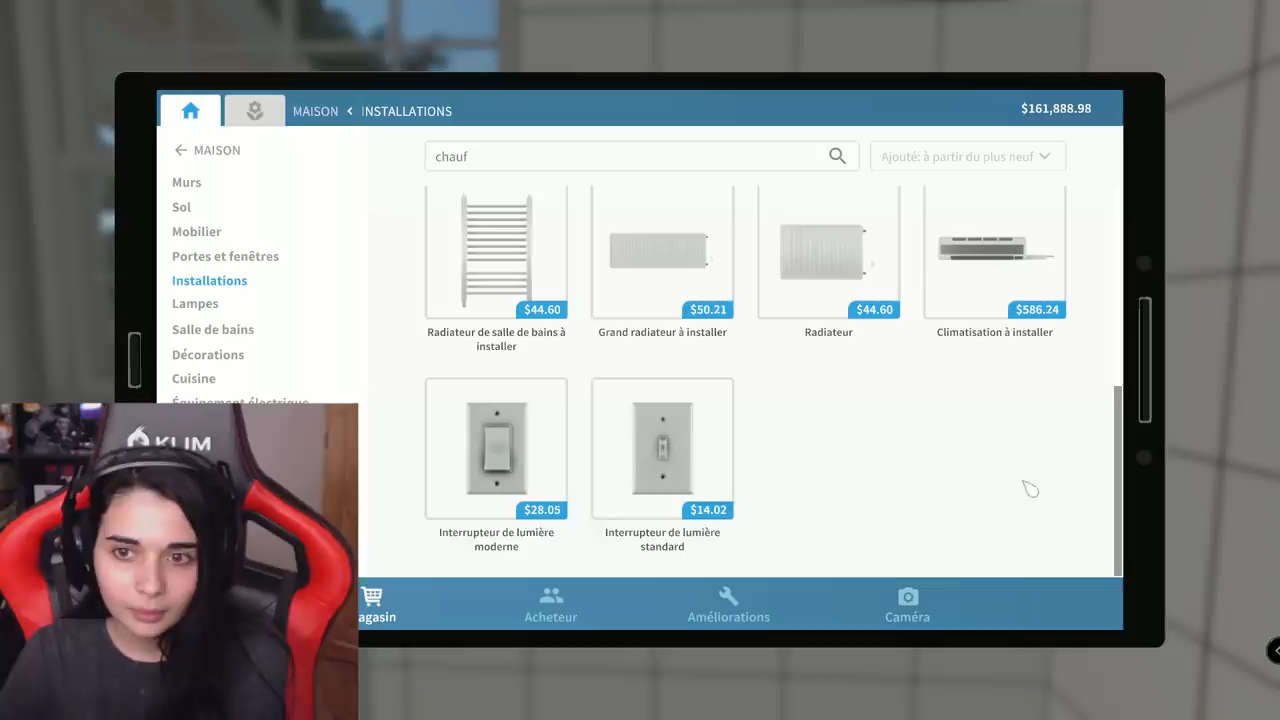 MAISON < INSTALLATIONS
$161,888.98
MAISON
chauf
Ajouté: à partir du plus neuf
Murs
Sol
Mobilier
Portes et fenêtres
Installations
Lampes
Salle de bains
Décorations
Cuisine
Équipement électrique
$44.60
$50.21
$44.60
$586.24
Radiateur de salle de bains à
installer
Grand radiateur à installer
Radiateur
Climatisation à installer
$28.05
$14.02
Interrupteur de lumière
moderne
Interrupteur de lumière
standard
agasin
Acheteur
Améliorations
Caméra
KLIM